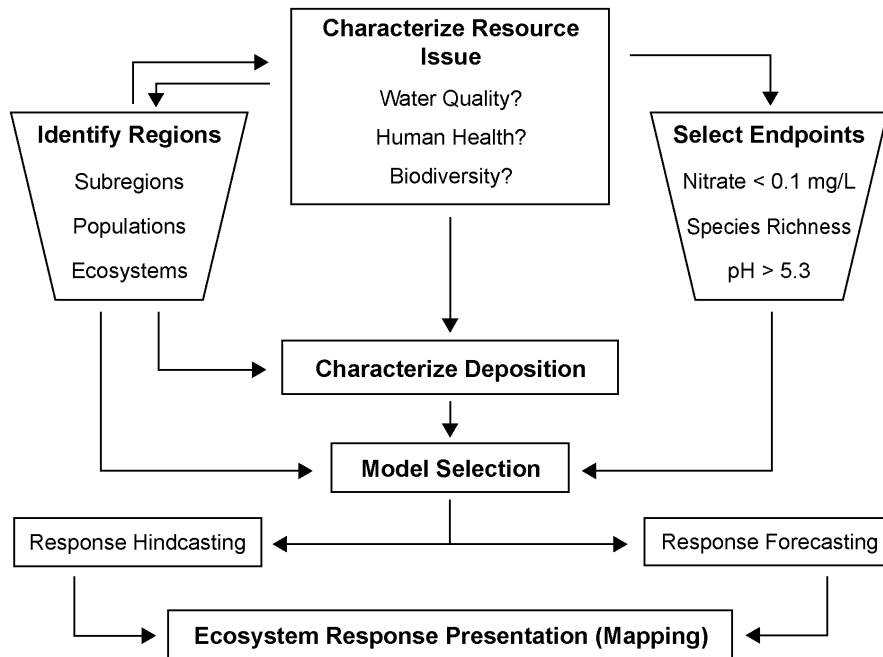 Characterize Resource
Issue
Water Quality?
Human Health?
Biodiversity?
Identify Regions
Subregions
Populations
Ecosystems
Select Endpoints
Nitrate < 0.1 mg/L
Species Richness
pH > 5.3
Characterize Deposition
Model Selection
Response Hindcasting
Response Forecasting
Ecosystem Response Presentation (Mapping)